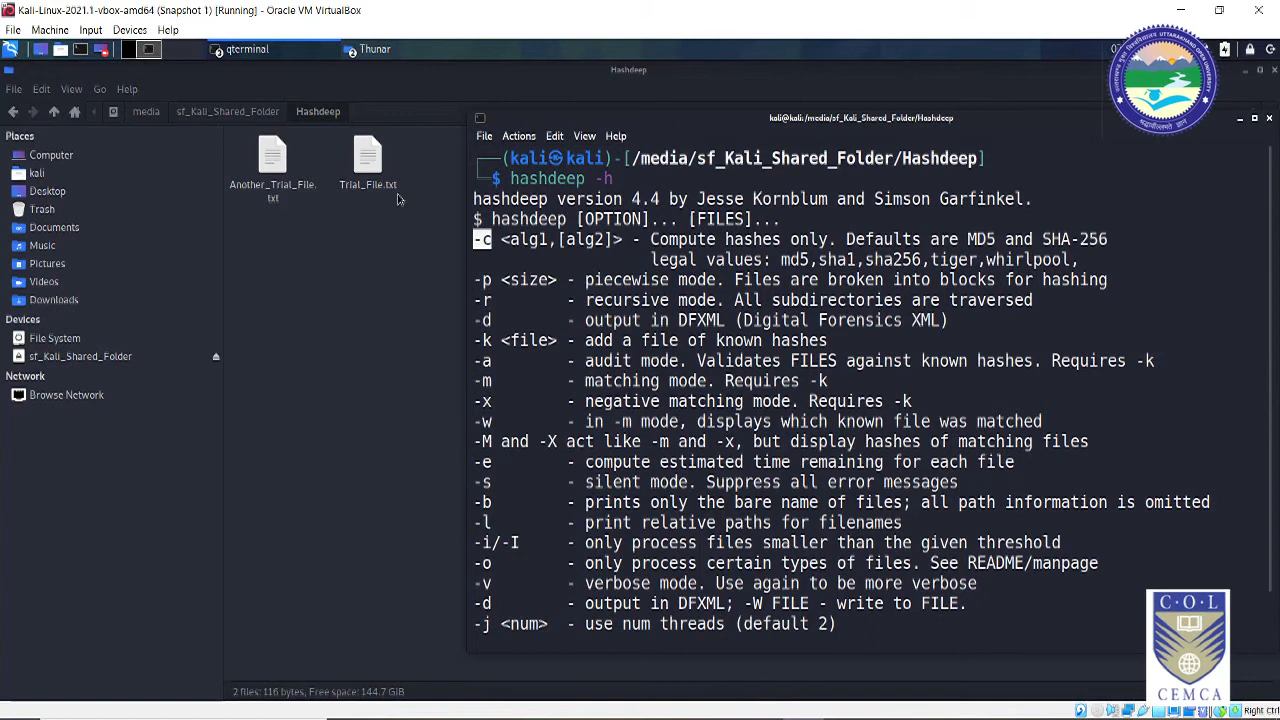 Kali-Linux-2021.1-vbox-amd64 (Snapshot 1) [Running] - Oracle VM VirtualBox
File Machine Input Devices Help
qterminal
Thunar
Hashdeep
File Edit View Go Help
media sf_Kali_Shared_Folder Hashdeep
Places
Computer
kali
Desktop
Trash
Documents
Music
Pictures
Videos
Downloads
Devices
File System
sf_Kali_Shared_Folder
Network
Browse Network
Another_Trial_File.
txt
Trial_File.txt
2 files: 116 bytes, Free space: 144.7 GiB
kali@kali: /media/sf_Kali_Shared_Folder/Hashdeep
File Actions Edit View Help
(kali㉿kali)-[/media/sf_Kali_Shared_Folder/Hashdeep]
$ hashdeep -h
hashdeep version 4.4 by Jesse Kornblum and Simson Garfinkel.
$ hashdeep [OPTION]... [FILES]...
-c <alg1,[alg2]> - Compute hashes only. Defaults are MD5 and SHA-256
legal values: md5,sha1,sha256,tiger,whirlpool,
-p <size> - piecewise mode. Files are broken into blocks for hashing
-r - recursive mode. All subdirectories are traversed
-d - output in DFXML (Digital Forensics XML)
-k <file> - add a file of known hashes
-a - audit mode. Validates FILES against known hashes. Requires -k
-m - matching mode. Requires -k
-x - negative matching mode. Requires -k
-w - in -m mode, displays which known file was matched
-M and -X act like -m and -x, but display hashes of matching files
-e - compute estimated time remaining for each file
-s - silent mode. Suppress all error messages
-b - prints only the bare name of files; all path information is omitted
-l - print relative paths for filenames
-i/-I - only process files smaller than the given threshold
-o - only process certain types of files. See README/manpage
-v - verbose mode. Use again to be more verbose
-d - output in DFXML; -W FILE - write to FILE.
-j <num> - use num threads (default 2)
UTTARAKHAND OPEN UNIVERSITY
C·O·L
CEMCA
Right Ctrl